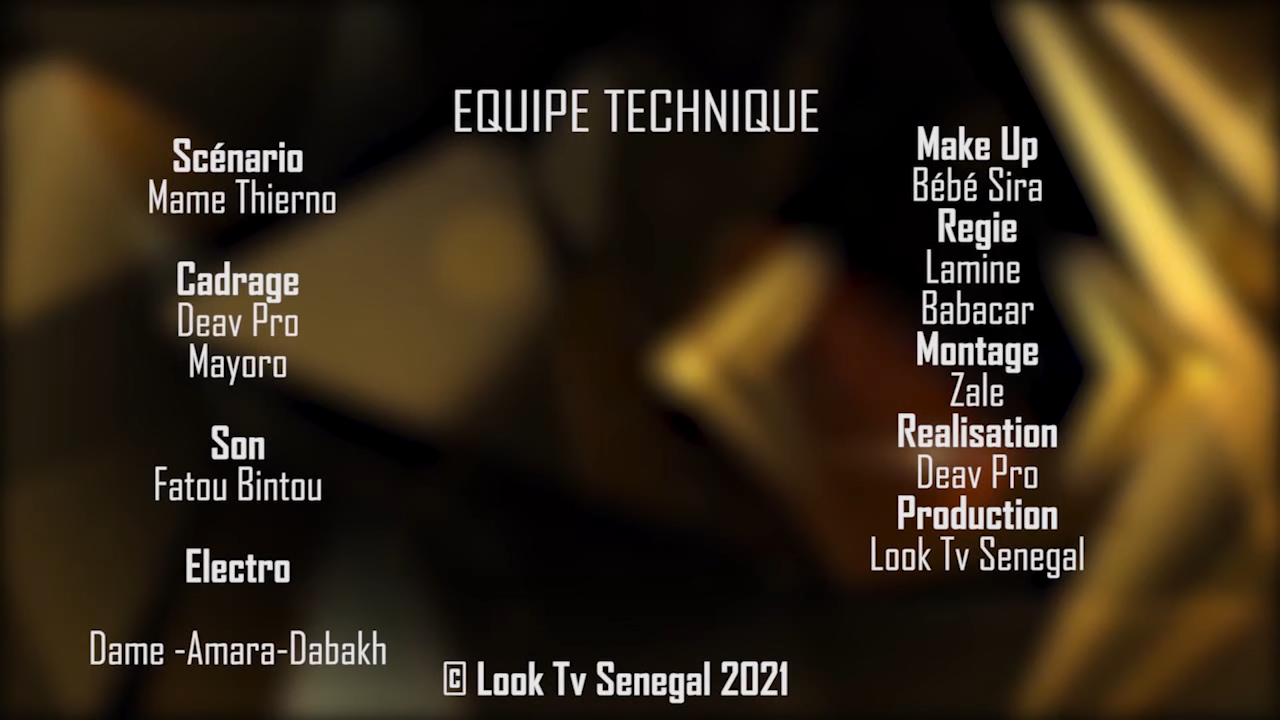 EQUIPE TECHNIQUE
Scénario
Mame Thierno
Cadrage
Deav Pro
Mayoro
Son
Fatou Bintou
Electro
Dame -Amara-Dabakh
Make Up
Bébé Sira
Regie
Lamine
Babacar
Montage
Zale
Realisation
Deav Pro
Production
Look Tv Senegal
© Look Tv Senegal 2021